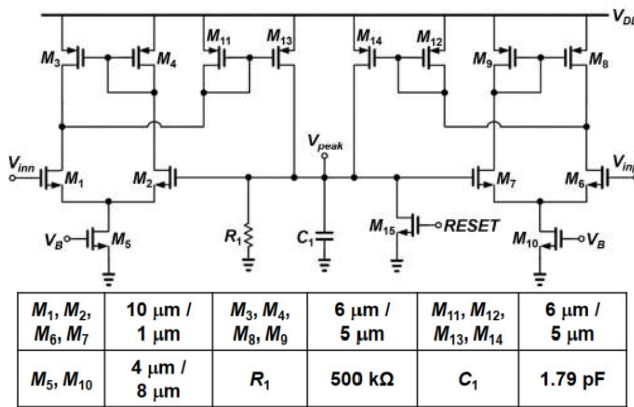 M11 M13 M14 M12 VDD
M3 M4 M9 M8
Vpeak
Vinn Vinp
M1 M2 M7 M6
R1 C1 M15 RESET
VB M5 M10 VB
M1, M2, M6, M7 10 μm / 1 μm M3, M4, M8, M9 6 μm / 5 μm M11, M12, M13, M14 6 μm / 5 μm
M5, M10 4 μm / 8 μm R1 500 kΩ C1 1.79 pF